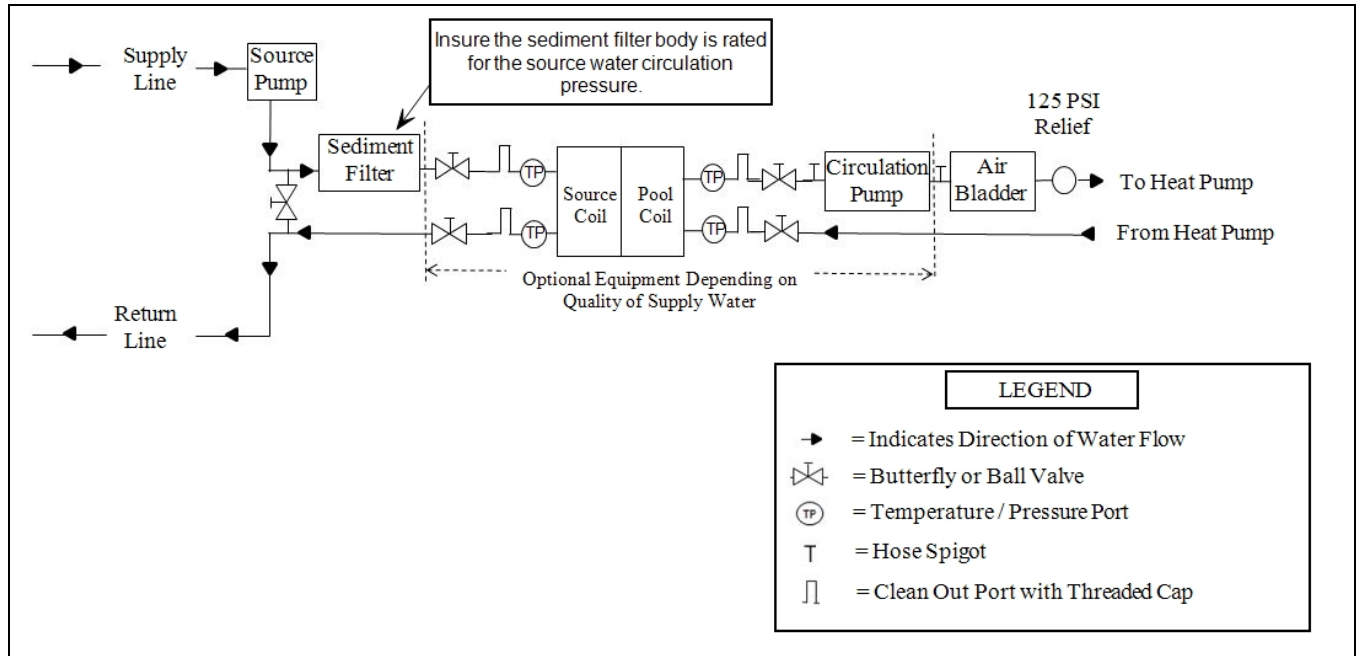 Supply
Line
Source
Pump
Insure the sediment filter body is rated
for the source water circulation
pressure.
Sediment
Filter
TP
Source
Coil
Pool
Coil
TP
Circulation
Pump
Air
Bladder
125 PSI
Relief
To Heat Pump
TP
TP
From Heat Pump
Optional Equipment Depending on
Quality of Supply Water
Return
Line
LEGEND
= Indicates Direction of Water Flow
= Butterfly or Ball Valve
TP = Temperature / Pressure Port
T = Hose Spigot
= Clean Out Port with Threaded Cap